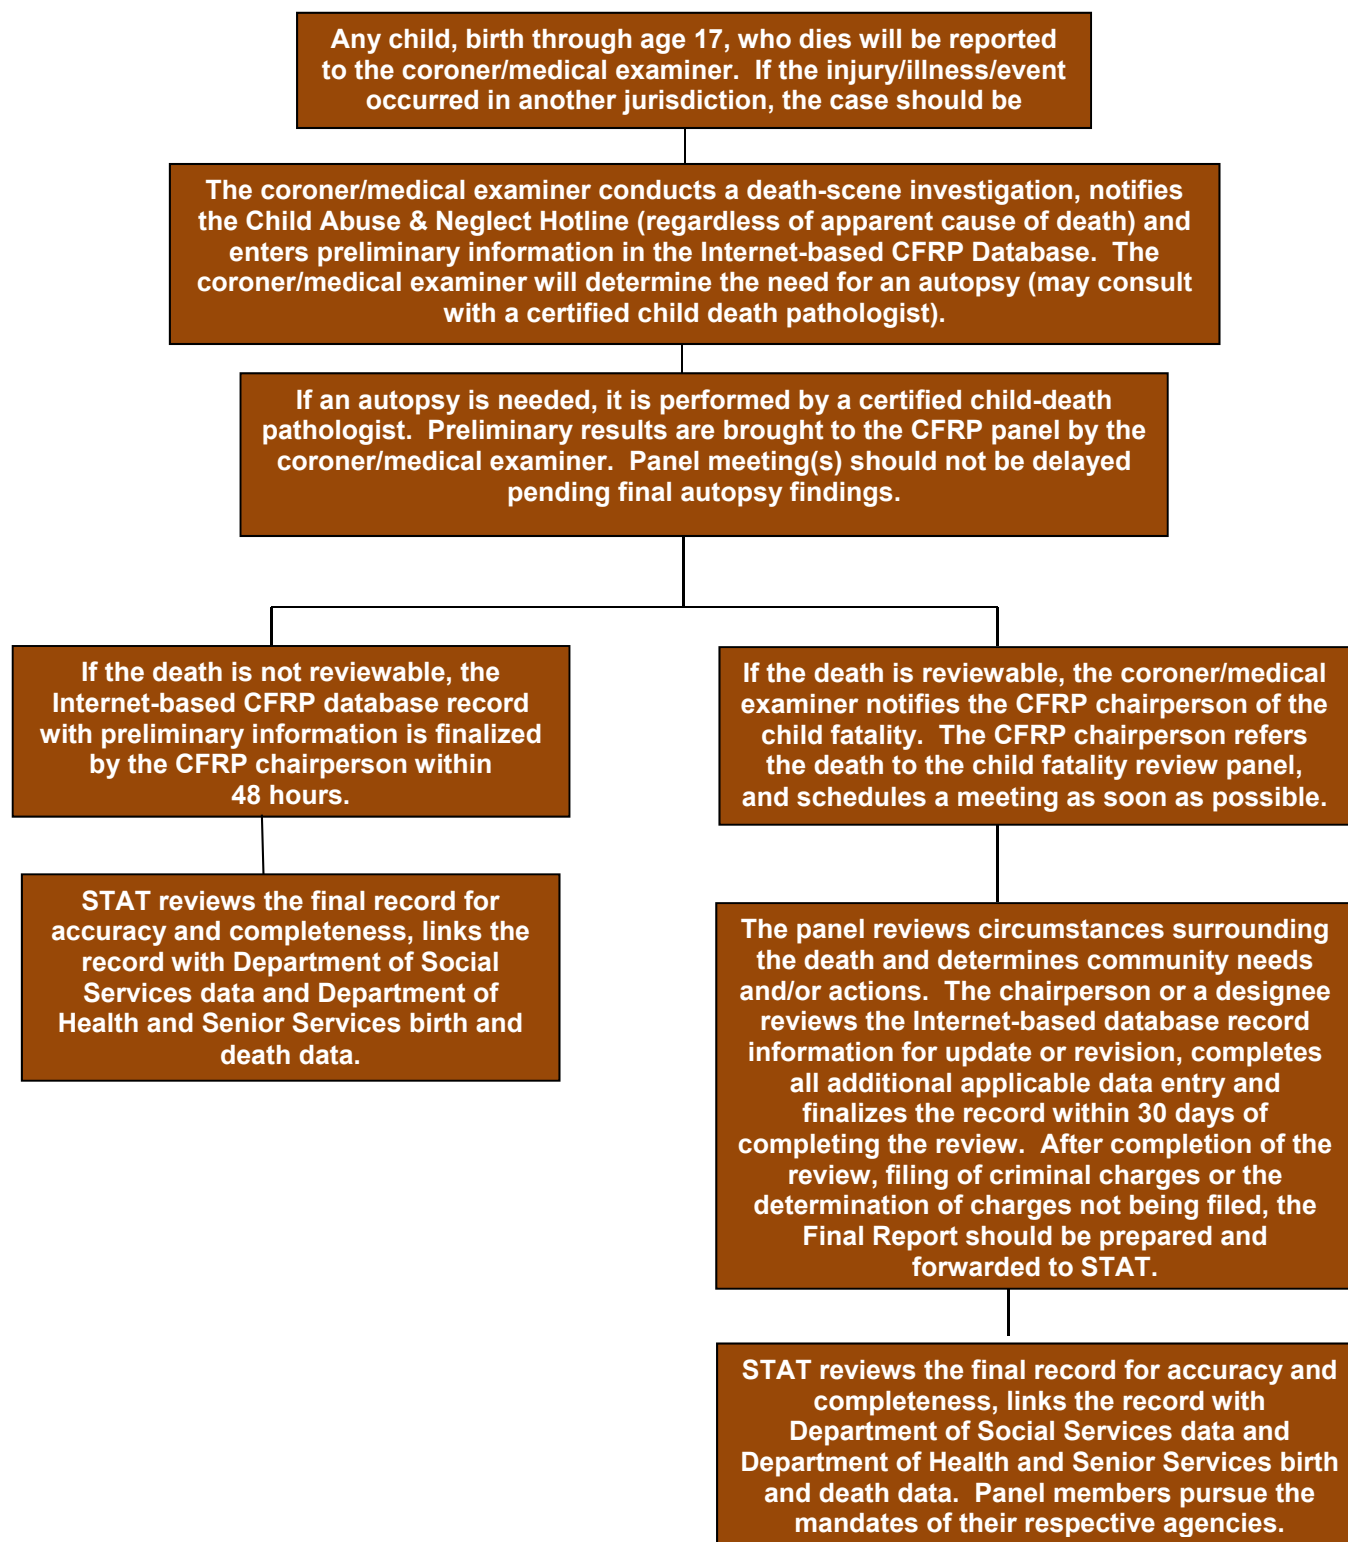 Any child, birth through age 17, who dies will be reported
to the coroner/medical examiner.  If the injury/illness/event
occurred in another jurisdiction, the case should be
The coroner/medical examiner conducts a death-scene investigation, notifies
the Child Abuse & Neglect Hotline (regardless of apparent cause of death) and
enters preliminary information in the Internet-based CFRP Database.  The
coroner/medical examiner will determine the need for an autopsy (may consult
with a certified child death pathologist).
If an autopsy is needed, it is performed by a certified child-death
pathologist.  Preliminary results are brought to the CFRP panel by the
coroner/medical examiner.  Panel meeting(s) should not be delayed
pending final autopsy findings.
If the death is not reviewable, the
Internet-based CFRP database record
with preliminary information is finalized
by the CFRP chairperson within
48 hours.
STAT reviews the final record for
accuracy and completeness, links the
record with Department of Social
Services data and Department of
Health and Senior Services birth and
death data.
If the death is reviewable, the coroner/medical
examiner notifies the CFRP chairperson of the
child fatality.  The CFRP chairperson refers
the death to the child fatality review panel,
and schedules a meeting as soon as possible.
The panel reviews circumstances surrounding
the death and determines community needs
and/or actions.  The chairperson or a designee
reviews the Internet-based database record
information for update or revision, completes
all additional applicable data entry and
finalizes the record within 30 days of
completing the review.  After completion of the
review, filing of criminal charges or the
determination of charges not being filed, the
Final Report should be prepared and
forwarded to STAT.
STAT reviews the final record for accuracy and
completeness, links the record with
Department of Social Services data and
Department of Health and Senior Services birth
and death data.  Panel members pursue the
mandates of their respective agencies.